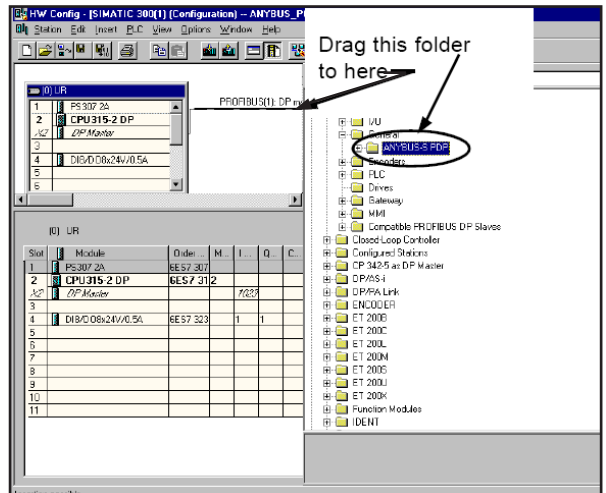 HW Config - [SIMATIC 300(1) (Configuration) -- ANYBUS_P
Station Edit Insert PLC View Options Window Help
Drag this folder
to here
(0) UR
1 PS307 2A
2 CPU315-2 DP
X2 DP Master
3
4 DI8/DO8x24V/0.5A
5
6
PROFIBUS(1): DP m
I/O
General
ANYBUS-S PDP
Encoders
PLC
Drives
Gateway
MMI
Compatible PROFIBUS DP Slaves
Closed-Loop Controller
Configured Stations
CP 342-5 as DP Master
DP/AS-i
DP/PA Link
ENCODER
ET 200B
ET 200C
ET 200L
ET 200M
ET 200S
ET 200U
ET 200X
Function Modules
IDENT
(0) UR
Slot Module Order ... M... I ... Q... C...
1 PS307 2A 6ES7 307
2 CPU315-2 DP 6ES7 312
X2 DP Master 1023
3
4 DI8/DO8x24V/0.5A 6ES7 323 1 1
5
6
7
8
9
10
11